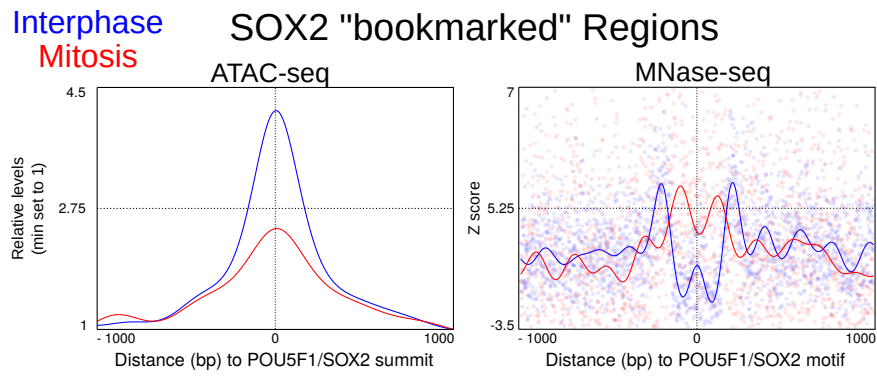 Interphase
Mitosis
SOX2 "bookmarked" Regions
ATAC-seq
4.5
2.75
1
Relative levels
(min set to 1)
- 1000
0
1000
Distance (bp) to POU5F1/SOX2 summit
MNase-seq
7
5.25
-3.5
Z score
- 1000
0
1000
Distance (bp) to POU5F1/SOX2 motif